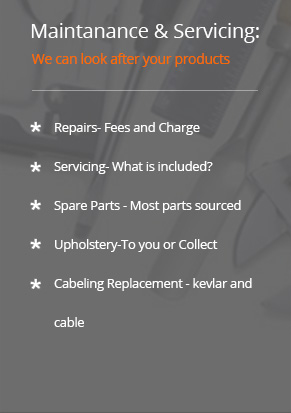 Maintanance & Servicing:
We can look after your products
* Repairs- Fees and Charge
* Servicing- What is included?
* Spare Parts - Most parts sourced
* Upholstery-To you or Collect
* Cabeling Replacement - kevlar and
cable